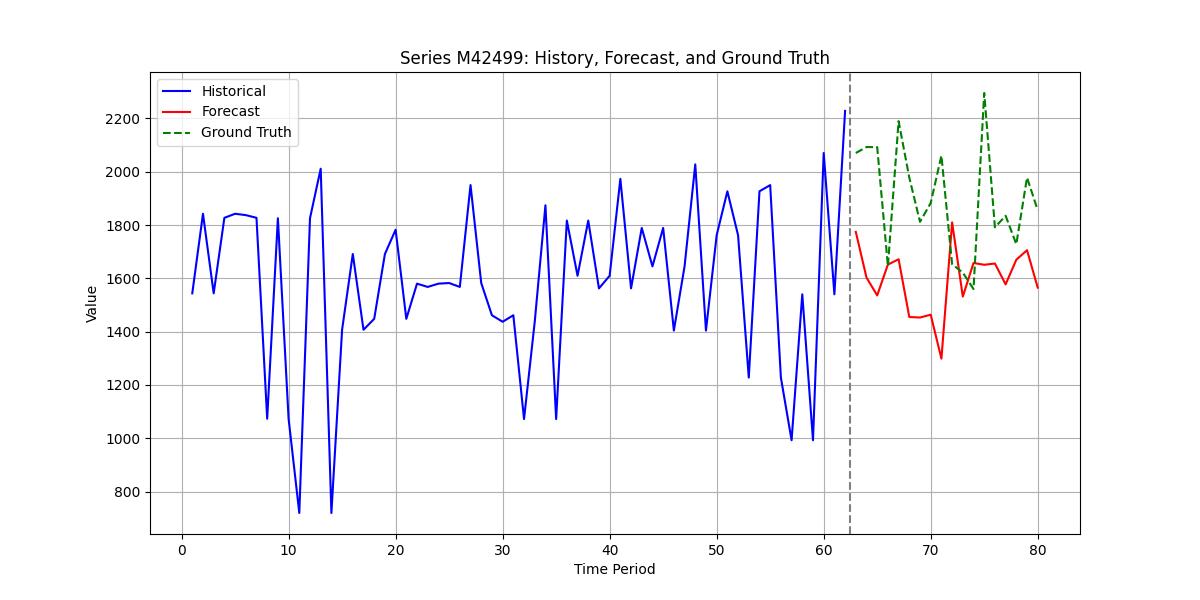 Series M42499: History, Forecast, and Ground Truth
Historical
Forecast
Ground Truth
Value
2200
2000
1800
1600
1400
1200
1000
800
0 10 20 30 40 50 60 70 80
Time Period